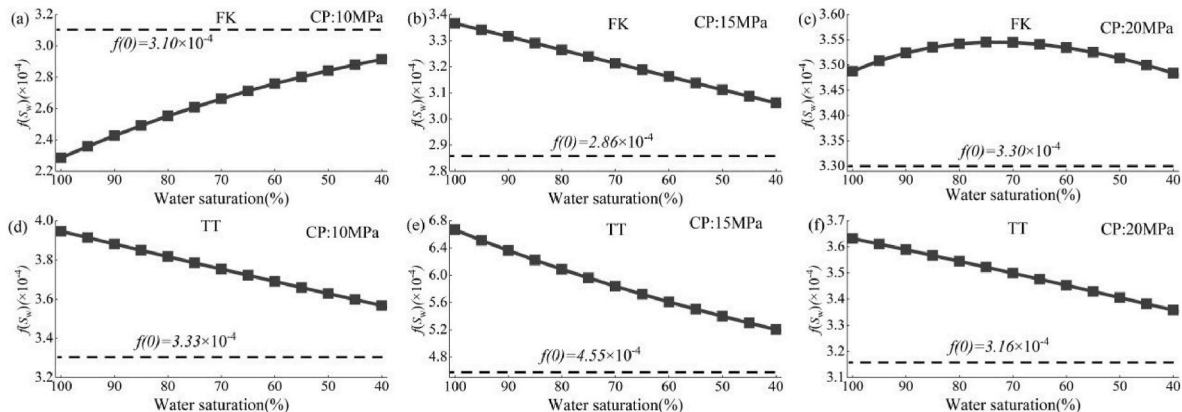 (a) FK CP:10MPa
f(0)=3.10×10⁻⁴
f(Sw)(×10⁻⁴)
3.2
3.0
2.8
2.6
2.4
2.2
100 90 80 70 60 50 40
Water saturation(%)
(b) FK CP:15MPa
f(0)=2.86×10⁻⁴
f(Sw)(×10⁻⁴)
3.4
3.3
3.2
3.1
3.0
2.9
2.8
100 90 80 70 60 50 40
Water saturation(%)
(c) FK CP:20MPa
f(0)=3.30×10⁻⁴
f(Sw)(×10⁻⁴)
3.60
3.55
3.50
3.45
3.40
3.35
3.30
100 90 80 70 60 50 40
Water saturation(%)
(d) TT CP:10MPa
f(0)=3.33×10⁻⁴
f(Sw)(×10⁻⁴)
4.0
3.8
3.6
3.4
3.2
100 90 80 70 60 50 40
Water saturation(%)
(e) TT CP:15MPa
f(0)=4.55×10⁻⁴
f(Sw)(×10⁻⁴)
6.8
6.4
6.0
5.6
5.2
4.8
100 90 80 70 60 50 40
Water saturation(%)
(f) TT CP:20MPa
f(0)=3.16×10⁻⁴
f(Sw)(×10⁻⁴)
3.7
3.6
3.5
3.4
3.3
3.2
3.1
100 90 80 70 60 50 40
Water saturation(%)